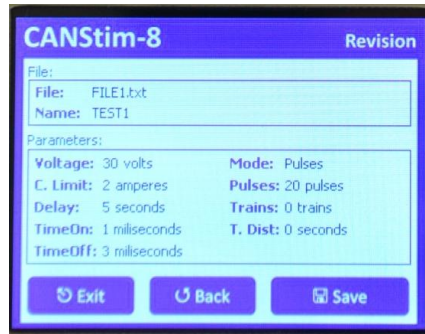 CANStim-8 Revision
File:
File: FILE1.txt
Name: TEST1
Parameters:
Voltage: 30 volts Mode: Pulses
C. Limit: 2 amperes Pulses: 20 pulses
Delay: 5 seconds Trains: 0 trains
TimeOn: 1 miliseconds T. Dist: 0 seconds
TimeOff: 3 miliseconds
Exit Back Save